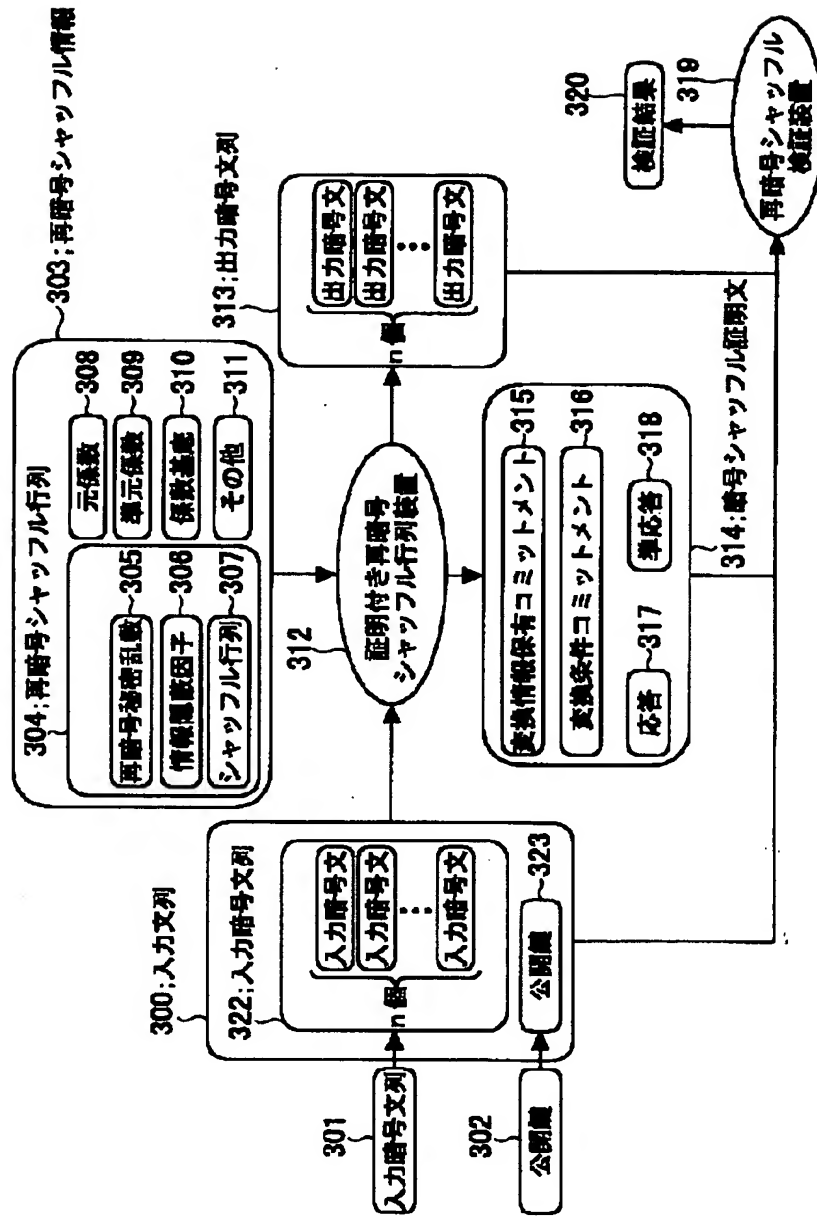 303;再暗号シャッフル情報
304;再暗号シャッフル行列
再暗号秘密乱数
305
情報隠蔽因子
306
シャッフル行列
307
元係数
308
準元係数
309
係数基底
310
その他
311
300;入力文列
322;入力暗号文列
入力暗号文
入力暗号文
入力暗号文
n個
公開鍵
323
301
入力暗号文列
302
公開鍵
312
証明付き再暗号
シャッフル行列装置
313;出力暗号文列
出力暗号文
出力暗号文
出力暗号文
n個
変換情報保有コミットメント
315
変換条件コミットメント
316
応答
317
準応答
318
314;暗号シャッフル証明文
320
検証結果
319
再暗号シャッフル
検証装置